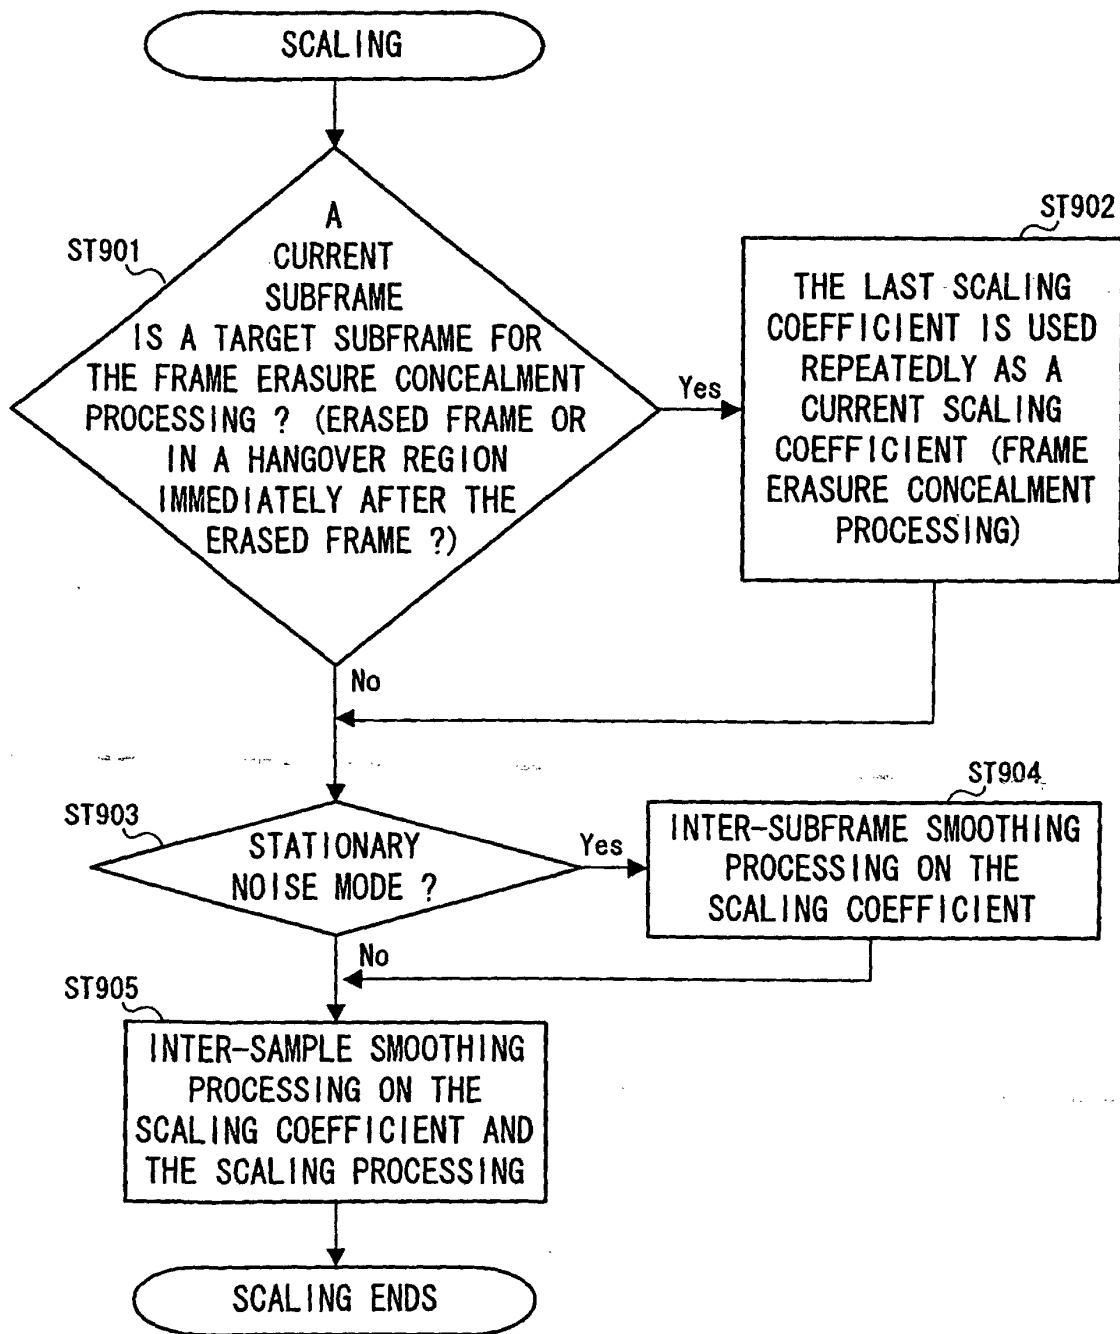 SCALING
ST901
A
CURRENT
SUBFRAME
IS A TARGET SUBFRAME FOR
THE FRAME ERASURE CONCEALMENT
PROCESSING ? (ERASED FRAME OR
IN A HANGOVER REGION
IMMEDIATELY AFTER THE
ERASED FRAME ?)
Yes
ST902
THE LAST SCALING
COEFFICIENT IS USED
REPEATEDLY AS A
CURRENT SCALING
COEFFICIENT (FRAME
ERASURE CONCEALMENT
PROCESSING)
No
ST903
STATIONARY
NOISE MODE ?
Yes
ST904
INTER-SUBFRAME SMOOTHING
PROCESSING ON THE
SCALING COEFFICIENT
No
ST905
INTER-SAMPLE SMOOTHING
PROCESSING ON THE
SCALING COEFFICIENT AND
THE SCALING PROCESSING
SCALING ENDS